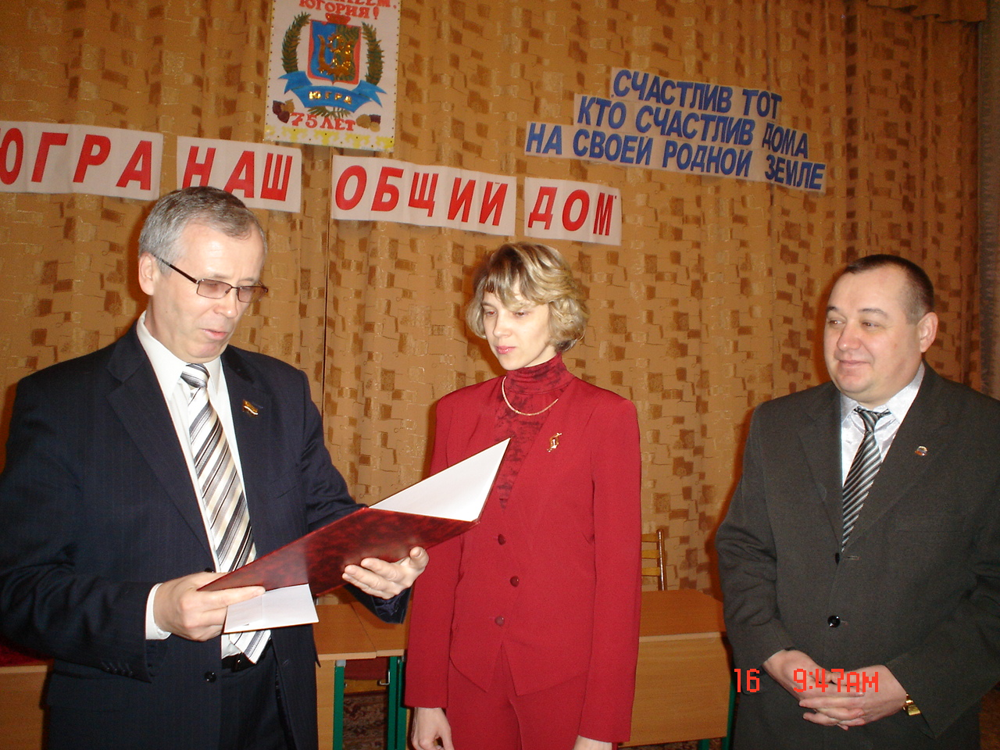 ЮГОРИЯ!
ЮГРА
75 ЛЕТ
ЮГРА НАШ ОБЩИЙ ДОМ
СЧАСТЛИВ ТОТ
КТО СЧАСТЛИВ ДОМА
НА СВОЕЙ РОДНОЙ ЗЕМЛЕ
16 9:47AM